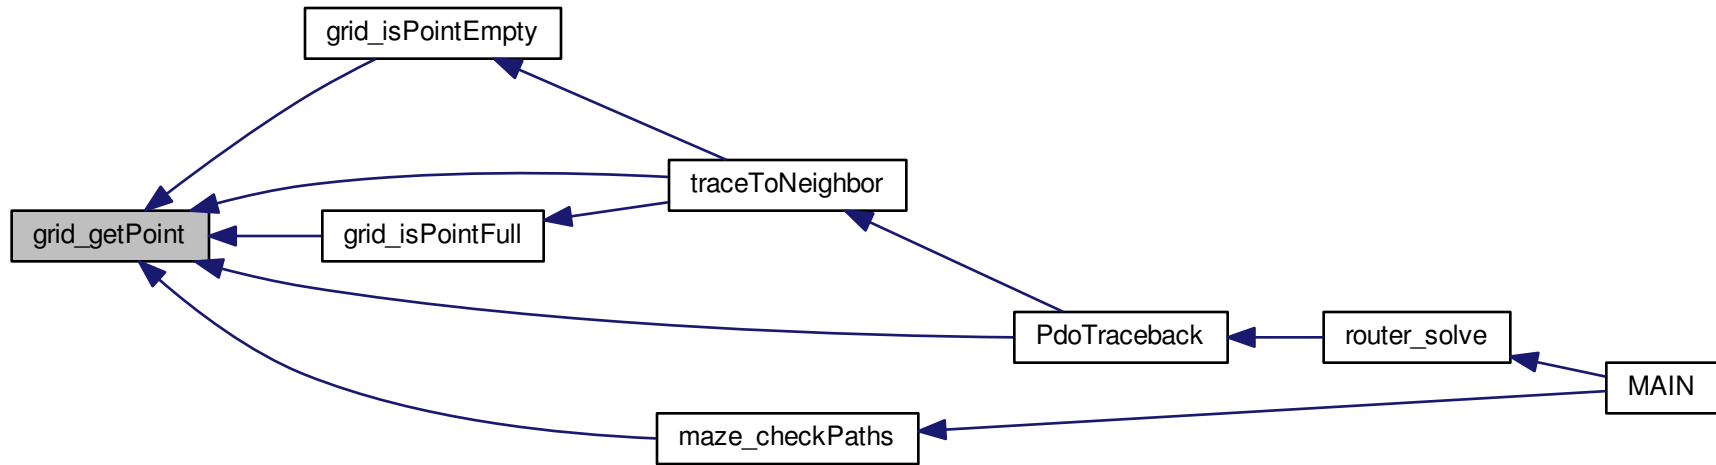 grid_isPointEmpty
traceToNeighbor
grid_getPoint
grid_isPointFull
PdoTraceback
router_solve
MAIN
maze_checkPaths